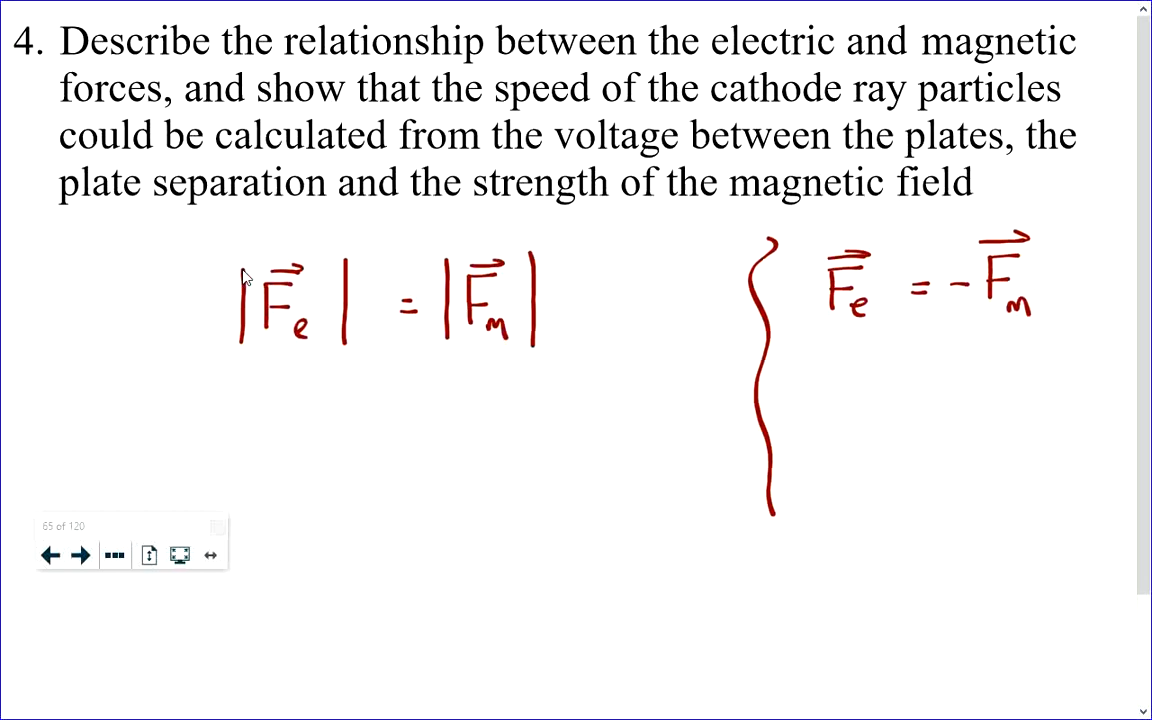 4. Describe the relationship between the electric and magnetic
forces, and show that the speed of the cathode ray particles
could be calculated from the voltage between the plates, the
plate separation and the strength of the magnetic field
|F⃗e| = |F⃗m|
F⃗e = -F⃗m
65 of 120